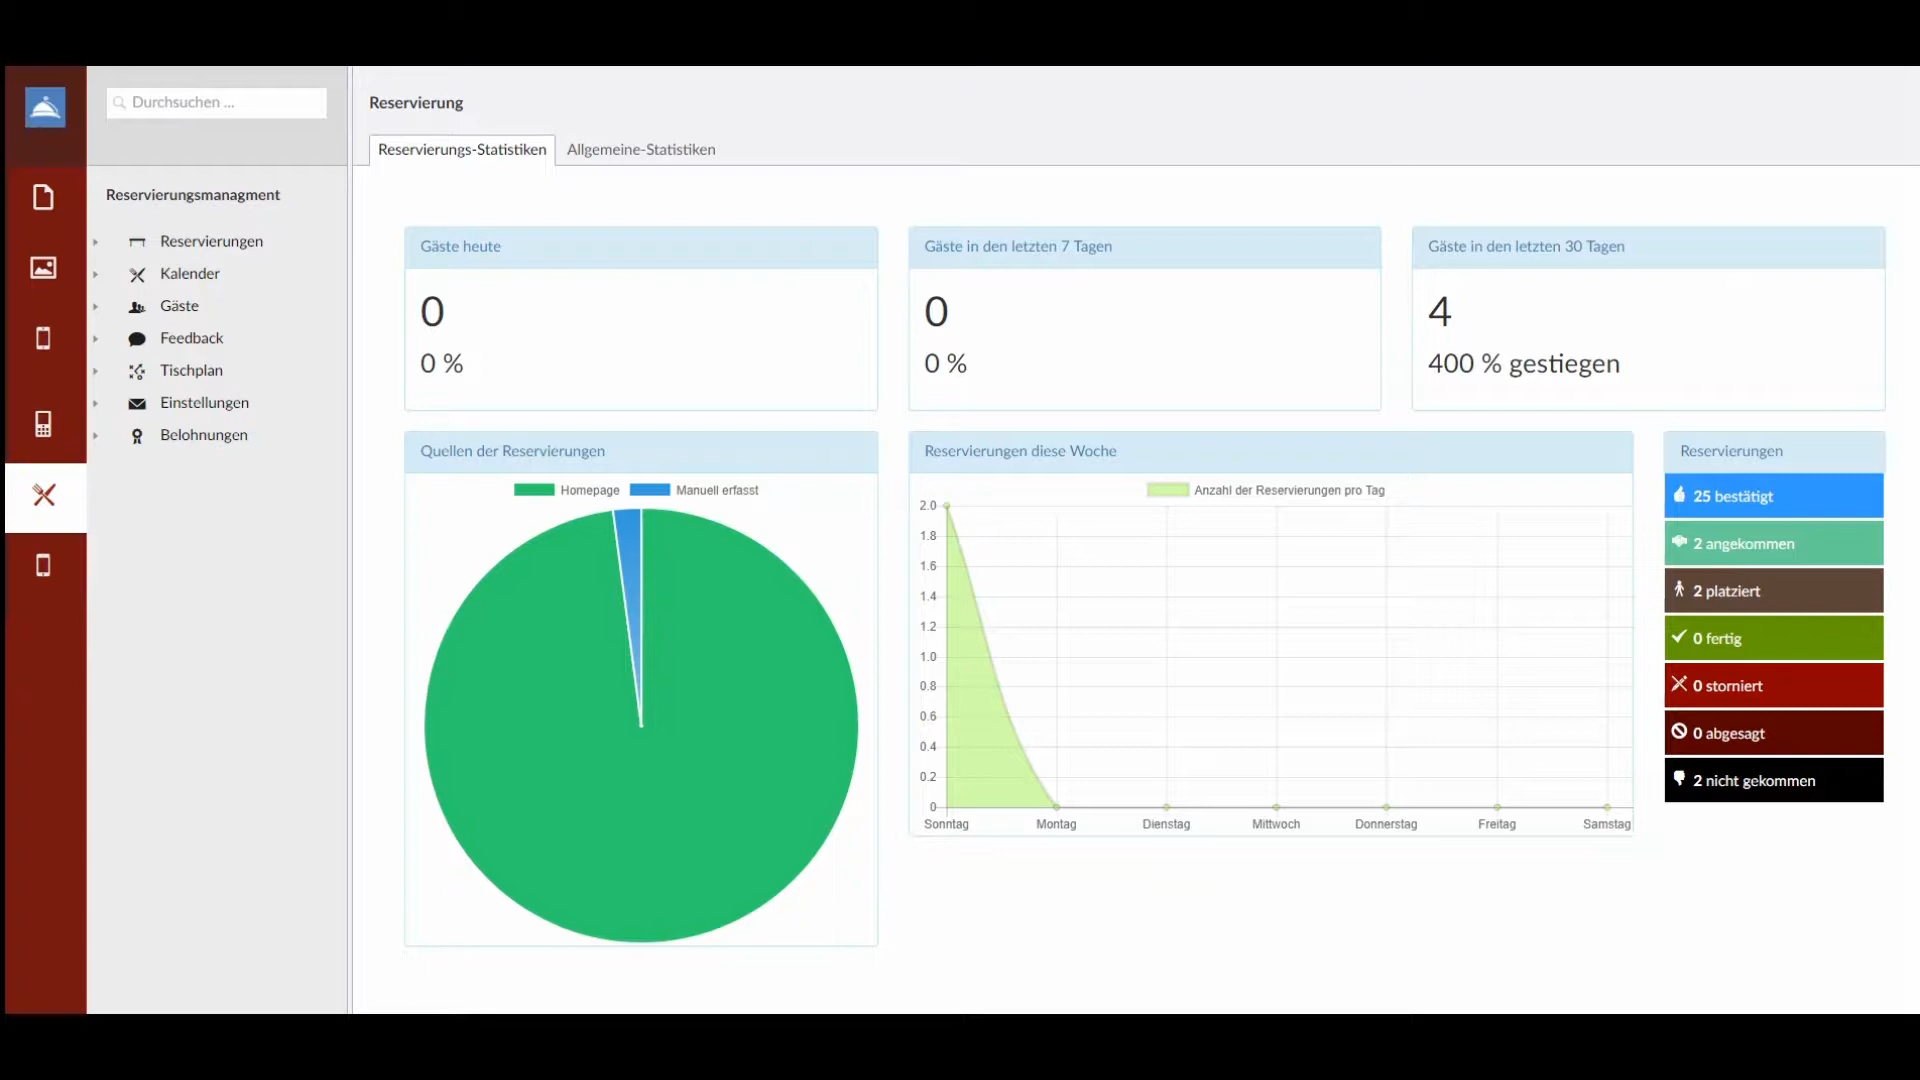 Durchsuchen ...
Reservierung
Reservierungs-Statistiken
Allgemeine-Statistiken
Reservierungsmanagment
Reservierungen
Kalender
Gäste
Feedback
Tischplan
Einstellungen
Belohnungen
Gäste heute
0
0 %
Gäste in den letzten 7 Tagen
0
0 %
Gäste in den letzten 30 Tagen
4
400 % gestiegen
Quellen der Reservierungen
Homepage
Manuell erfasst
Reservierungen diese Woche
Anzahl der Reservierungen pro Tag
2.0
1.8
1.6
1.4
1.2
1.0
0.8
0.6
0.4
0.2
0
Sonntag
Montag
Dienstag
Mittwoch
Donnerstag
Freitag
Samstag
Reservierungen
25 bestätigt
2 angekommen
2 platziert
0 fertig
0 storniert
0 abgesagt
2 nicht gekommen